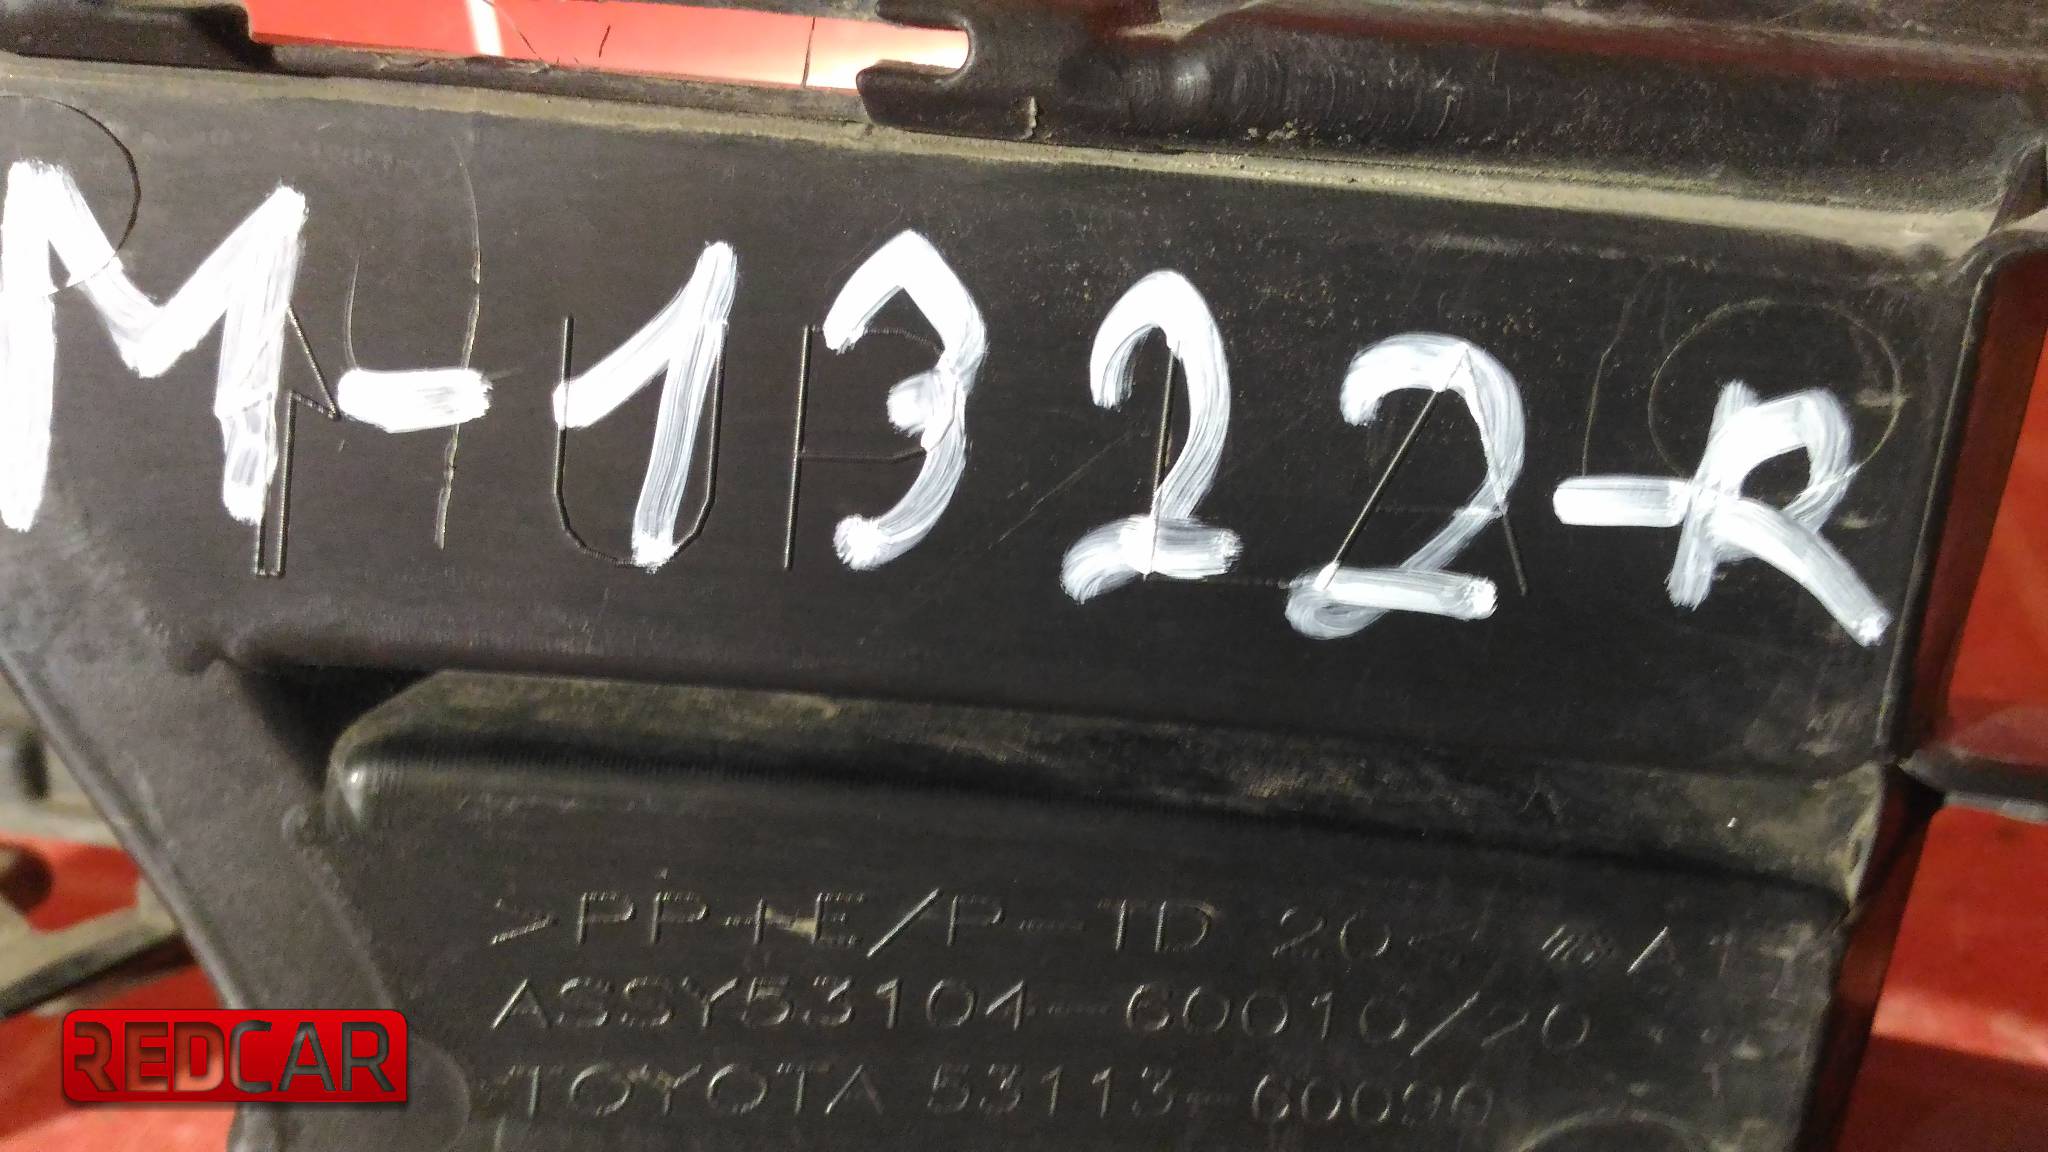 M-1322-R
>PP+E/P-TD 20<
ASSY53104-60010/20
TOYOTA 53113-60090
REDCAR